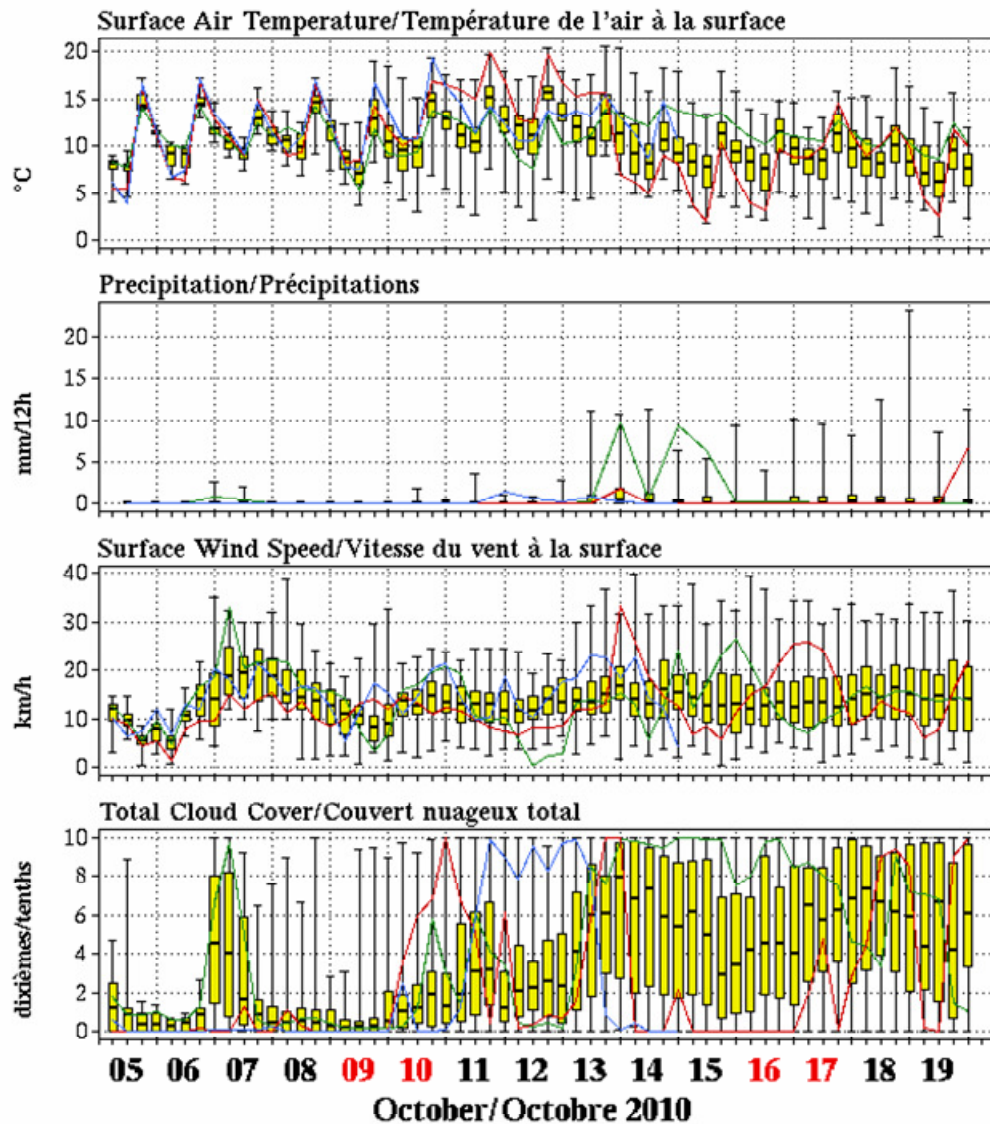 Surface Air Temperature/Température de l'air à la surface
20
15
10
5
0
°C
Precipitation/Précipitations
20
15
10
5
0
mm/12h
Surface Wind Speed/Vitesse du vent à la surface
40
30
20
10
0
km/h
Total Cloud Cover/Couvert nuageux total
10
8
6
4
2
0
dixièmes/tenths
05 06 07 08 09 10 11 12 13 14 15 16 17 18 19
October/Octobre 2010